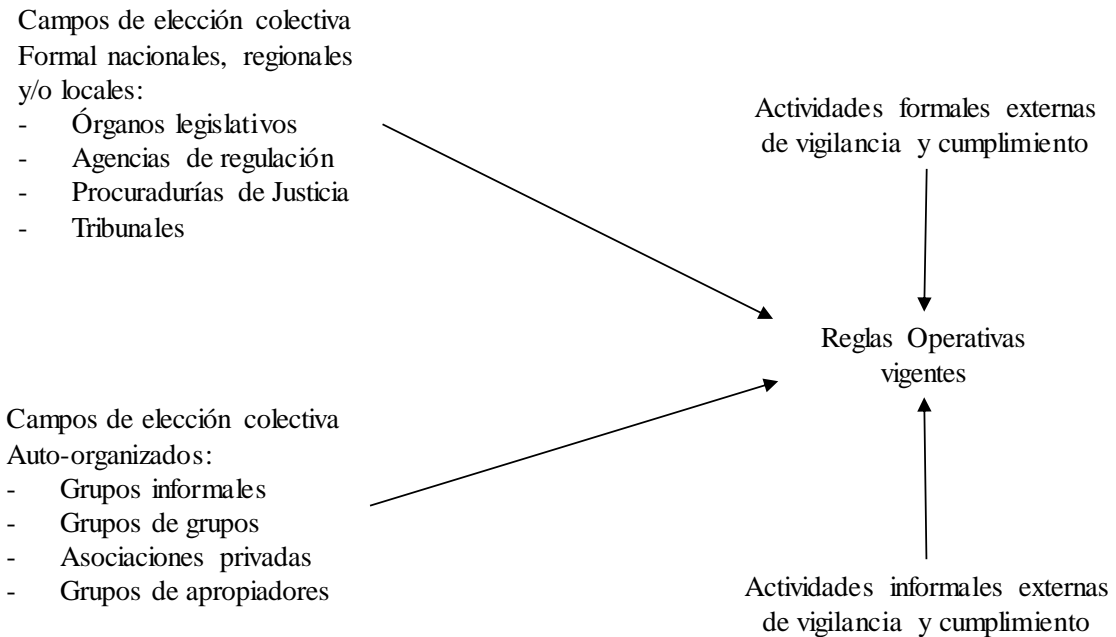 Campos de elección colectiva
Formal nacionales, regionales
y/o locales:
- Órganos legislativos
- Agencias de regulación
- Procuradurías de Justicia
- Tribunales
Actividades formales externas
de vigilancia y cumplimiento
Reglas Operativas
vigentes
Campos de elección colectiva
Auto-organizados:
- Grupos informales
- Grupos de grupos
- Asociaciones privadas
- Grupos de apropiadores
Actividades informales externas
de vigilancia y cumplimiento